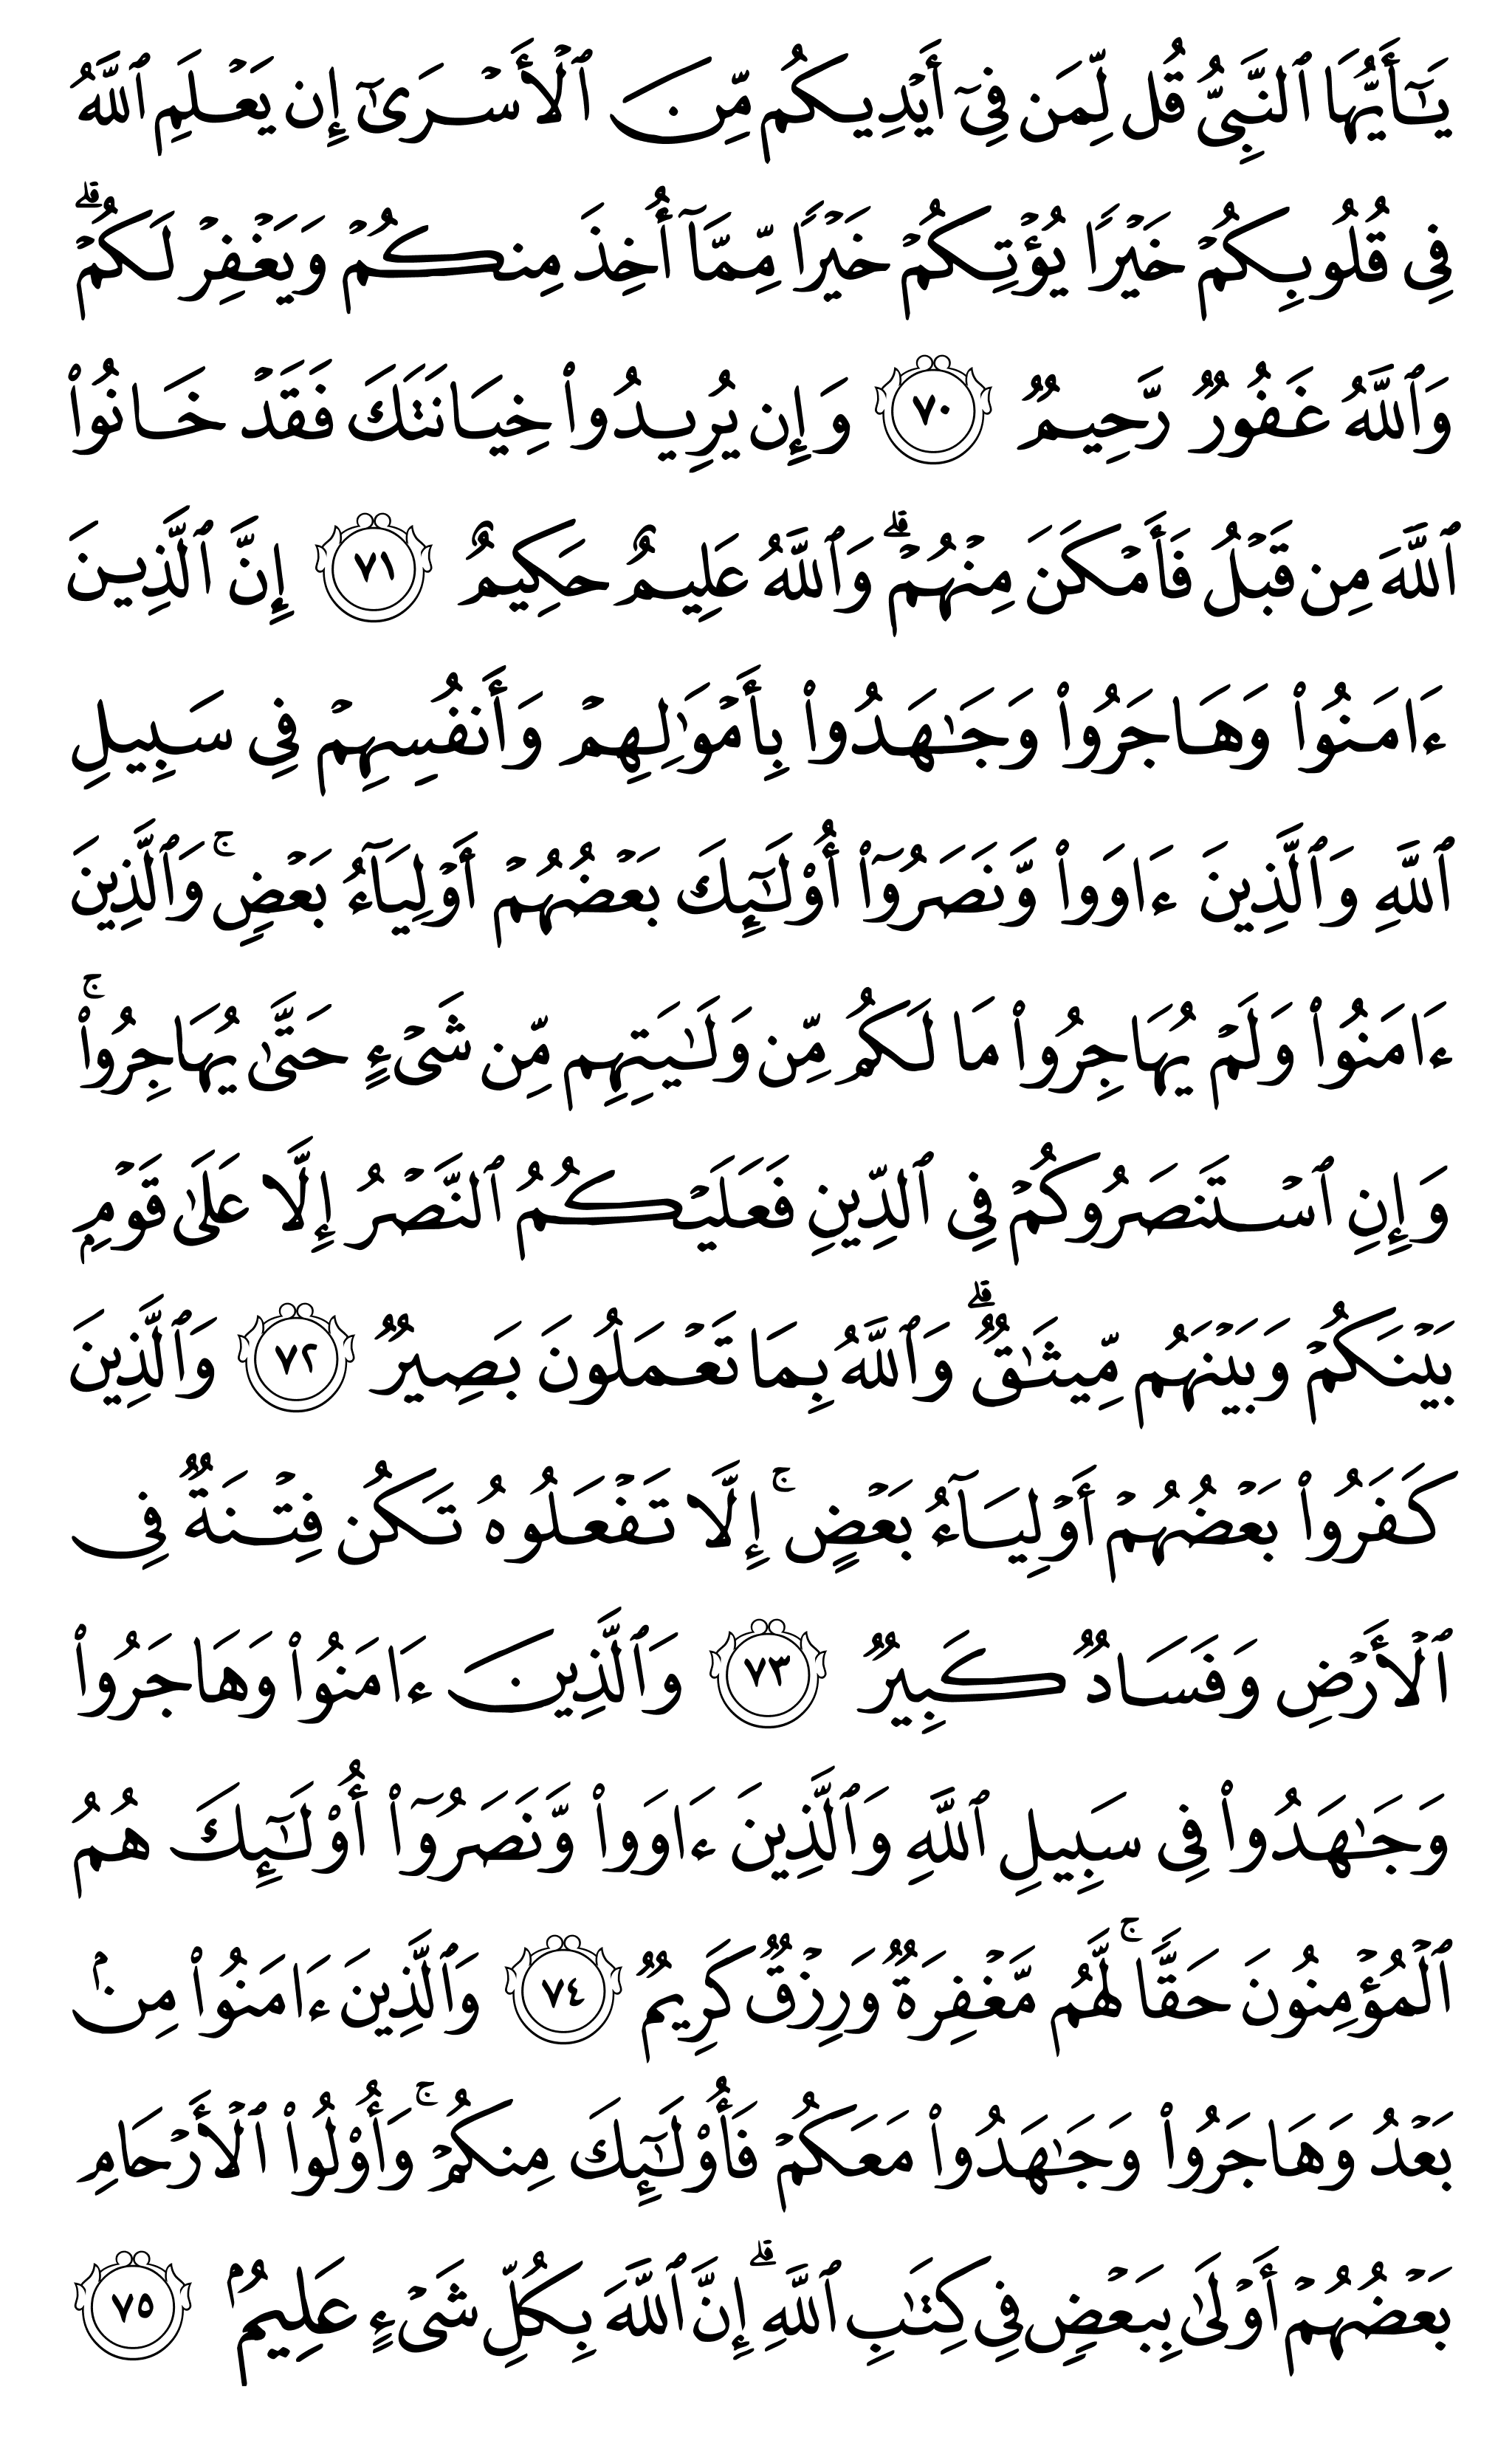 يَٰٓأَيُّهَا ٱلنَّبِيُّ قُل لِّمَن فِيٓ أَيْدِيكُم مِّنَ ٱلْأَسْرَىٰٓ إِن يَعْلَمِ ٱللَّهُ
فِي قُلُوبِكُمْ خَيْرًا يُؤْتِكُمْ خَيْرًا مِّمَّآ أُخِذَ مِنكُمْ وَيَغْفِرْ لَكُمْۗ
وَٱللَّهُ غَفُورٌ رَّحِيمٌ ٧٠ وَإِن يُرِيدُوا۟ خِيَانَتَكَ فَقَدْ خَانُوا۟
ٱللَّهَ مِن قَبْلُ فَأَمْكَنَ مِنْهُمْۗ وَٱللَّهُ عَلِيمٌ حَكِيمٌ ٧١ إِنَّ ٱلَّذِينَ
ءَامَنُوا۟ وَهَاجَرُوا۟ وَجَٰهَدُوا۟ بِأَمْوَٰلِهِمْ وَأَنفُسِهِمْ فِي سَبِيلِ
ٱللَّهِ وَٱلَّذِينَ ءَاوَوا۟ وَّنَصَرُوٓا۟ أُو۟لَٰٓئِكَ بَعْضُهُمْ أَوْلِيَآءُ بَعْضٍۚ وَٱلَّذِينَ
ءَامَنُوا۟ وَلَمْ يُهَاجِرُوا۟ مَا لَكُم مِّن وَلَٰيَتِهِم مِّن شَيْءٍ حَتَّىٰ يُهَاجِرُوا۟ۚ
وَإِنِ ٱسْتَنصَرُوكُمْ فِي ٱلدِّينِ فَعَلَيْكُمُ ٱلنَّصْرُ إِلَّا عَلَىٰ قَوْمٍۭ
بَيْنَكُمْ وَبَيْنَهُم مِّيثَٰقٌۗ وَٱللَّهُ بِمَا تَعْمَلُونَ بَصِيرٌ ٧٢ وَٱلَّذِينَ
كَفَرُوا۟ بَعْضُهُمْ أَوْلِيَآءُ بَعْضٍۚ إِلَّا تَفْعَلُوهُ تَكُن فِتْنَةٌ فِي
ٱلْأَرْضِ وَفَسَادٌ كَبِيرٌ ٧٣ وَٱلَّذِينَ ءَامَنُوا۟ وَهَاجَرُوا۟
وَجَٰهَدُوا۟ فِي سَبِيلِ ٱللَّهِ وَٱلَّذِينَ ءَاوَوا۟ وَّنَصَرُوٓا۟ أُو۟لَٰٓئِكَ هُمُ
ٱلْمُؤْمِنُونَ حَقًّاۚ لَّهُم مَّغْفِرَةٌ وَرِزْقٌ كَرِيمٌ ٧٤ وَٱلَّذِينَ ءَامَنُوا۟ مِنۢ
بَعْدُ وَهَاجَرُوا۟ وَجَٰهَدُوا۟ مَعَكُمْ فَأُو۟لَٰٓئِكَ مِنكُمْۚ وَأُو۟لُوا۟ ٱلْأَرْحَامِ
بَعْضُهُمْ أَوْلَىٰ بِبَعْضٍ فِي كِتَٰبِ ٱللَّهِۗ إِنَّ ٱللَّهَ بِكُلِّ شَيْءٍ عَلِيمٌۢ ٧٥